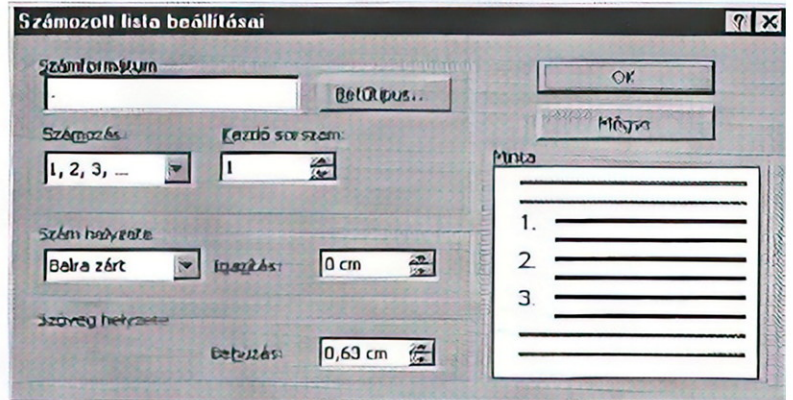 Számozott lista beállításai
Számformátum
.
Betűtípus...
OK
Mégse
Számozás:
Kezdő sorszám:
1, 2, 3, ...
1
Minta
1.
2.
3.
Szám helyzete
Balra zárt
Igazítás:
0 cm
Szöveg helyzete
Behúzás:
0,63 cm